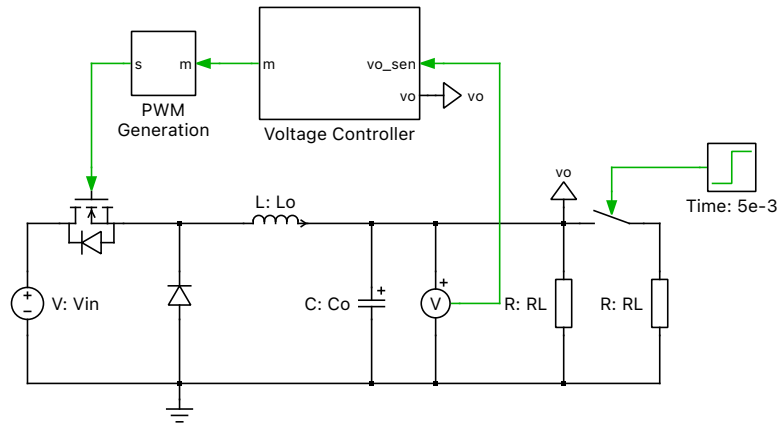 s
m
m
vo_sen
vo
vo
PWM
Generation
Voltage Controller
vo
Time: 5e-3
L: Lo
V: Vin
C: Co
V
R: RL
R: RL